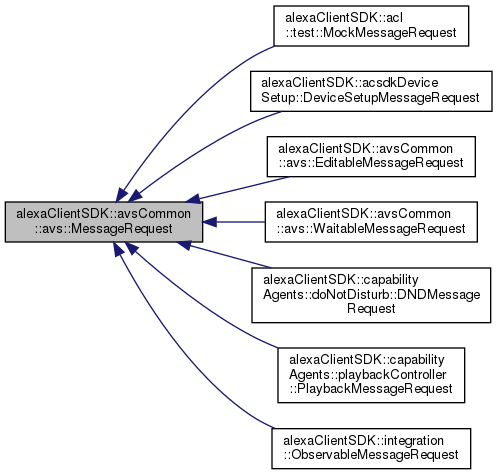 alexaClientSDK::acl
::test::MockMessageRequest
alexaClientSDK::acsdkDevice
Setup::DeviceSetupMessageRequest
alexaClientSDK::avsCommon
::avs::EditableMessageRequest
alexaClientSDK::avsCommon
::avs::MessageRequest
alexaClientSDK::avsCommon
::avs::WaitableMessageRequest
alexaClientSDK::capability
Agents::doNotDisturb::DNDMessage
Request
alexaClientSDK::capability
Agents::playbackController
::PlaybackMessageRequest
alexaClientSDK::integration
::ObservableMessageRequest